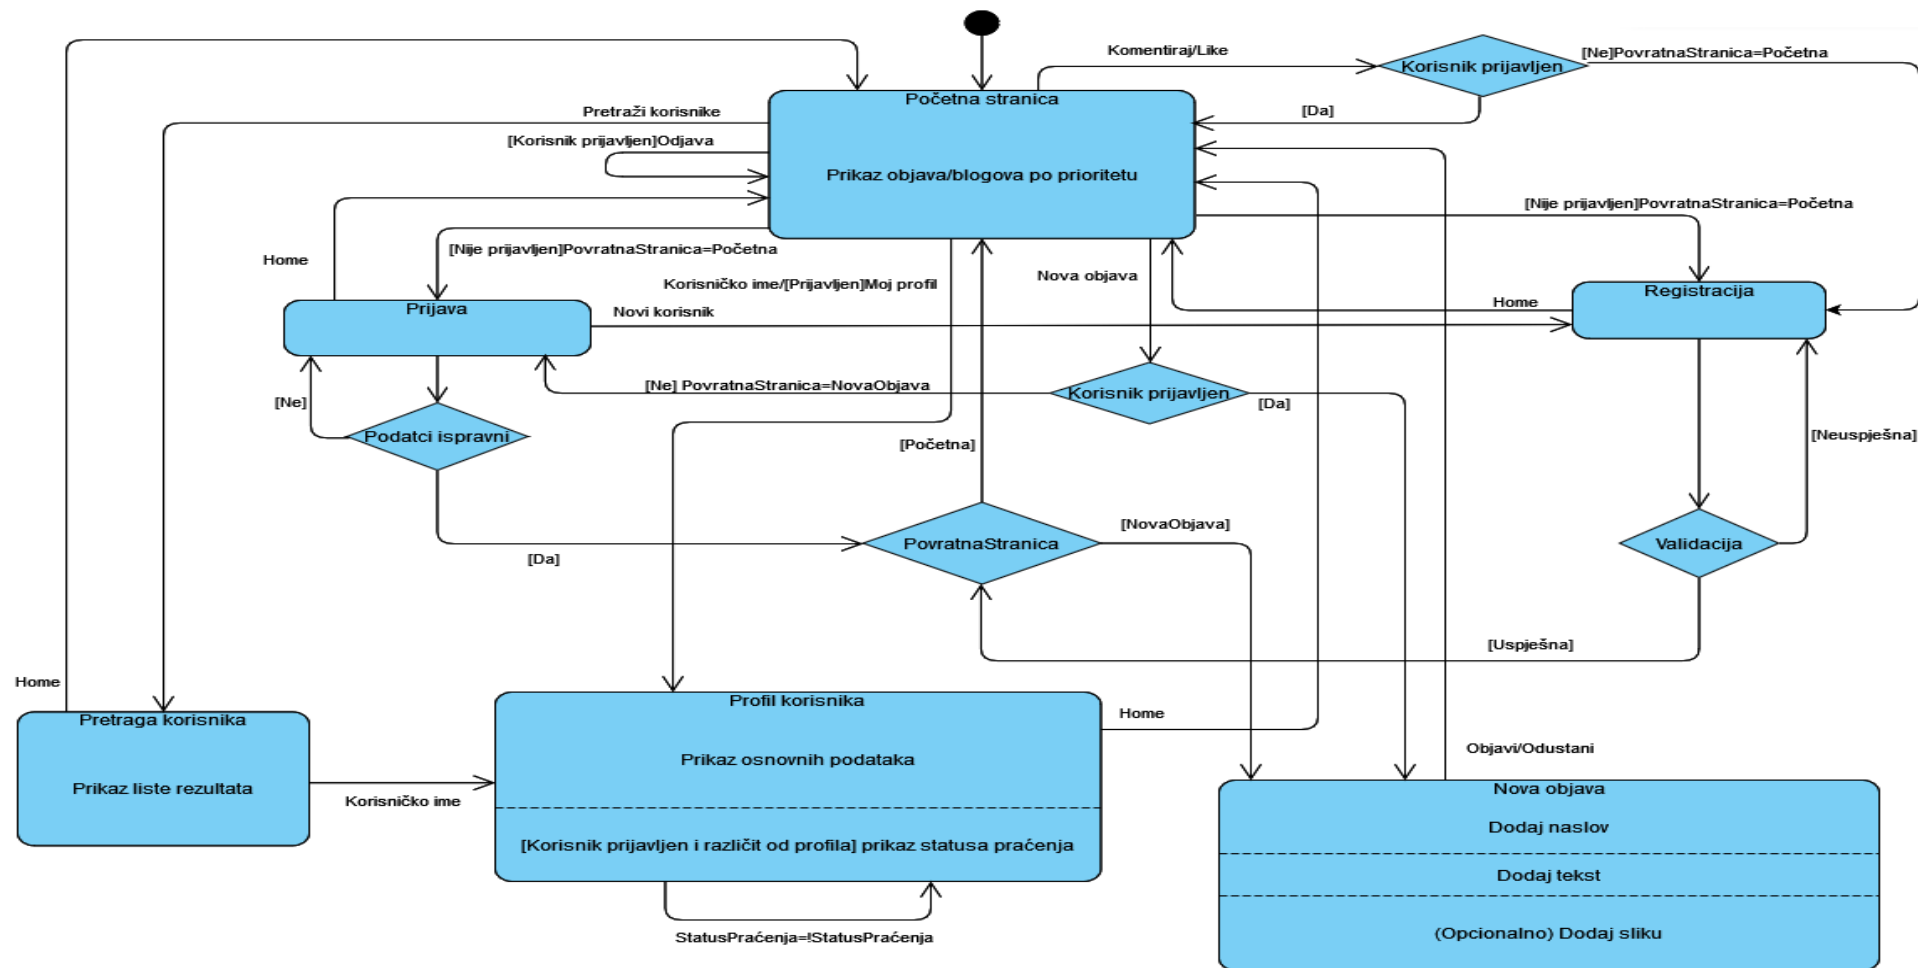 Komentiraj/Like
Korisnik prijavljen
[Ne]PovratnaStranica=Početna
[Da]
Početna stranica
Prikaz objava/blogova po prioritetu
Pretraži korisnike
[Korisnik prijavljen]Odjava
[Nije prijavljen]PovratnaStranica=Početna
[Nije prijavljen]PovratnaStranica=Početna
Home
Korisničko ime/[Prijavljen]Moj profil
Nova objava
Prijava
Novi korisnik
Home
Registracija
[Ne] PovratnaStranica=NovaObjava
Korisnik prijavljen
[Da]
[Ne]
Podatci ispravni
[Početna]
[Neuspješna]
[Da]
PovratnaStranica
[NovaObjava]
Validacija
[Uspješna]
Home
Pretraga korisnika
Prikaz liste rezultata
Korisničko ime
Profil korisnika
Prikaz osnovnih podataka
[Korisnik prijavljen i različit od profila] prikaz statusa praćenja
StatusPraćenja=!StatusPraćenja
Home
Objavi/Odustani
Nova objava
Dodaj naslov
Dodaj tekst
(Opcionalno) Dodaj sliku